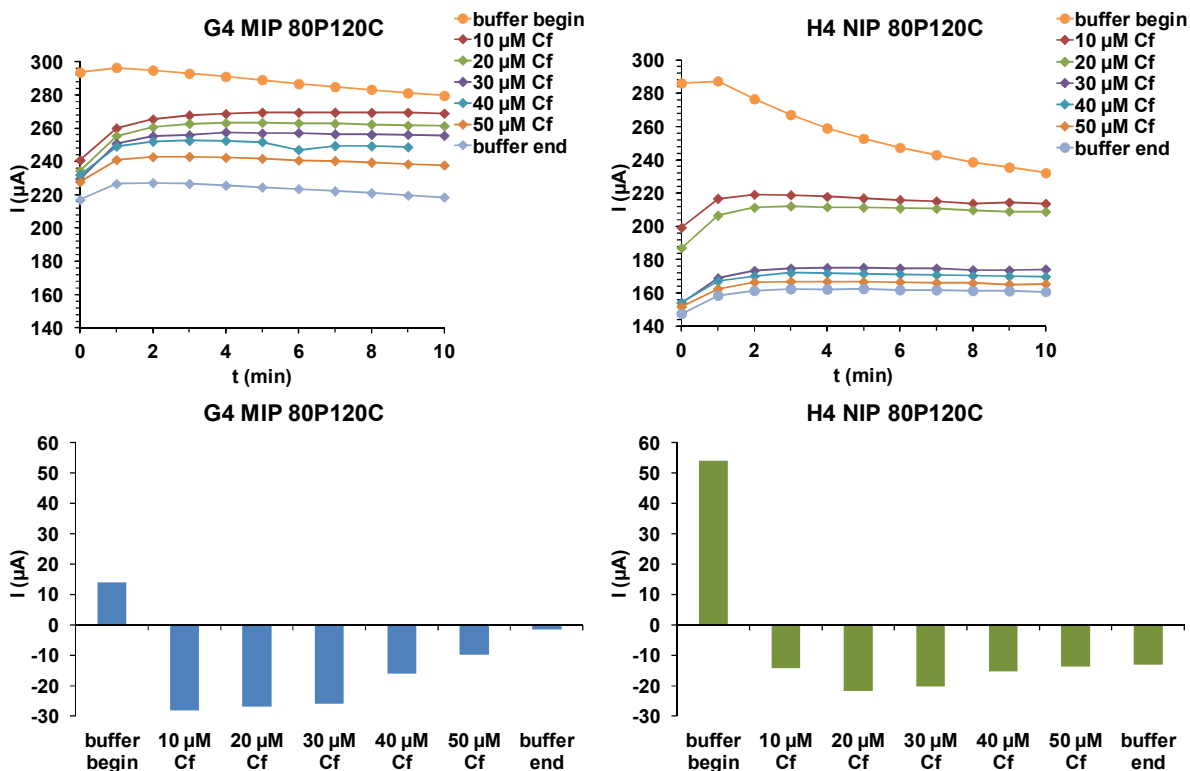 G4 MIP 80P120C
I (µA)
300
280
260
240
220
200
180
160
140
0 2 4 6 8 10
t (min)
buffer begin
10 µM Cf
20 µM Cf
30 µM Cf
40 µM Cf
50 µM Cf
buffer end
H4 NIP 80P120C
I (µA)
300
280
260
240
220
200
180
160
140
0 2 4 6 8 10
t (min)
buffer begin
10 µM Cf
20 µM Cf
30 µM Cf
40 µM Cf
50 µM Cf
buffer end
G4 MIP 80P120C
I (µA)
60
50
40
30
20
10
0
-10
-20
-30
buffer 10 µM 20 µM 30 µM 40 µM 50 µM buffer
begin Cf Cf Cf Cf Cf end
H4 NIP 80P120C
I (µA)
60
50
40
30
20
10
0
-10
-20
-30
buffer 10 µM 20 µM 30 µM 40 µM 50 µM buffer
begin Cf Cf Cf Cf Cf end